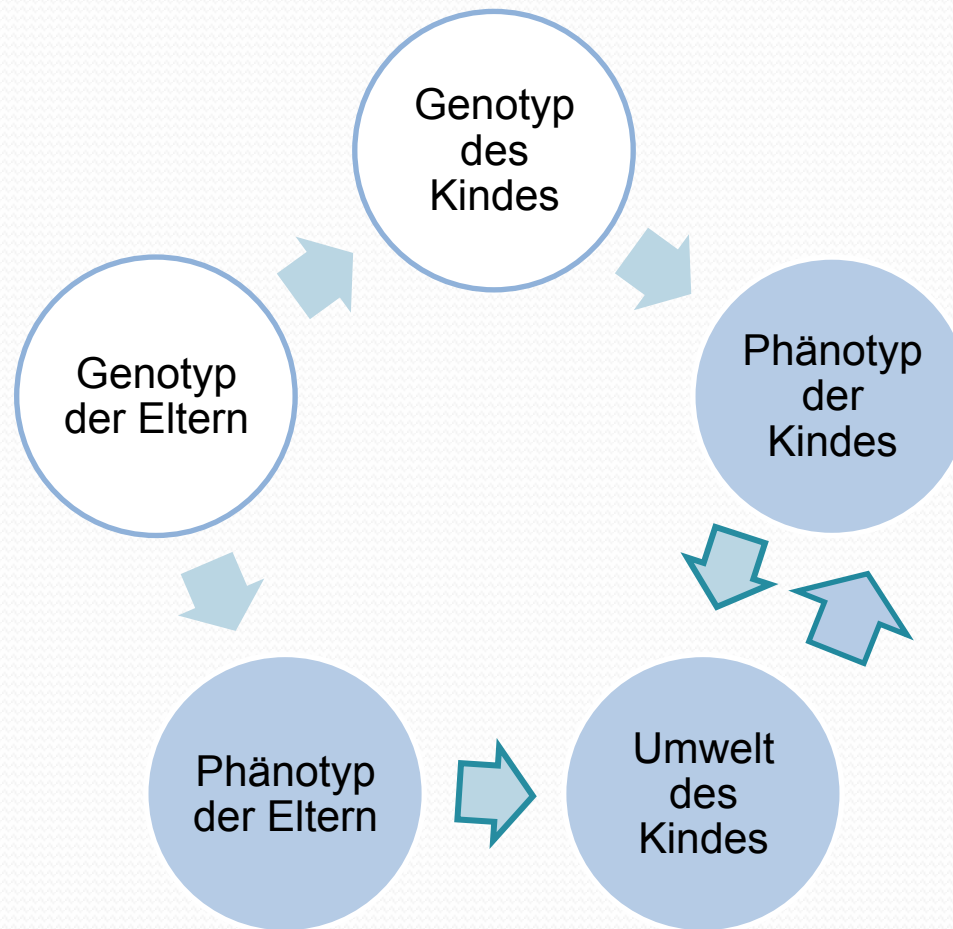 Genotyp
des
Kindes
Genotyp
der Eltern
Phänotyp
der
Kindes
Phänotyp
der Eltern
Umwelt
des
Kindes